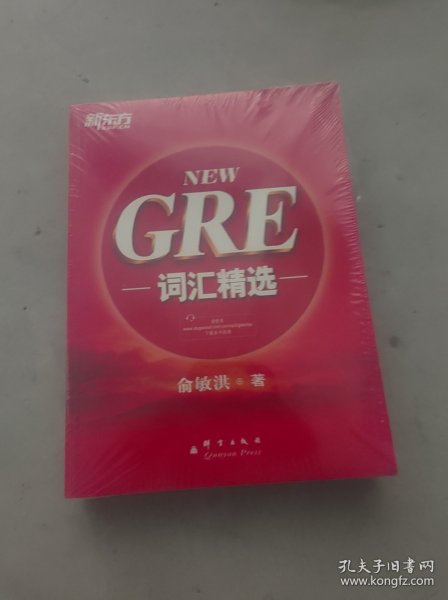 新东方
NEW
GRE
词汇精选
俞敏洪 著
群言出版社
Qunyan Press
孔夫子旧书网
www.kongfz.com